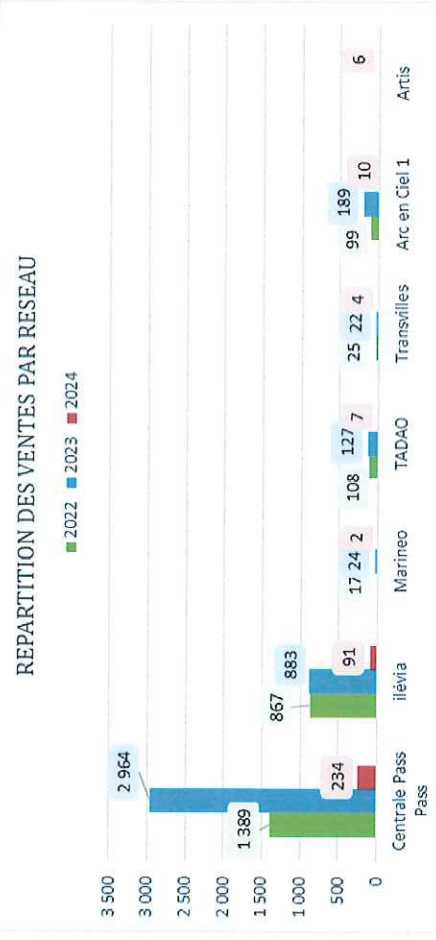 REPARTITION DES VENTES PAR RESEAU
2022 2023 2024
3 500
3 000
2 500
2 000
1 500
1 000
500
0
1 389
2 964
234
867
883
91
17 24 2
108
127
7
25 22 4
99
189
10
6
Centrale Pass
Pass
ilévia
Marineo
TADAO
Transvilles
Arc en Ciel 1
Artis